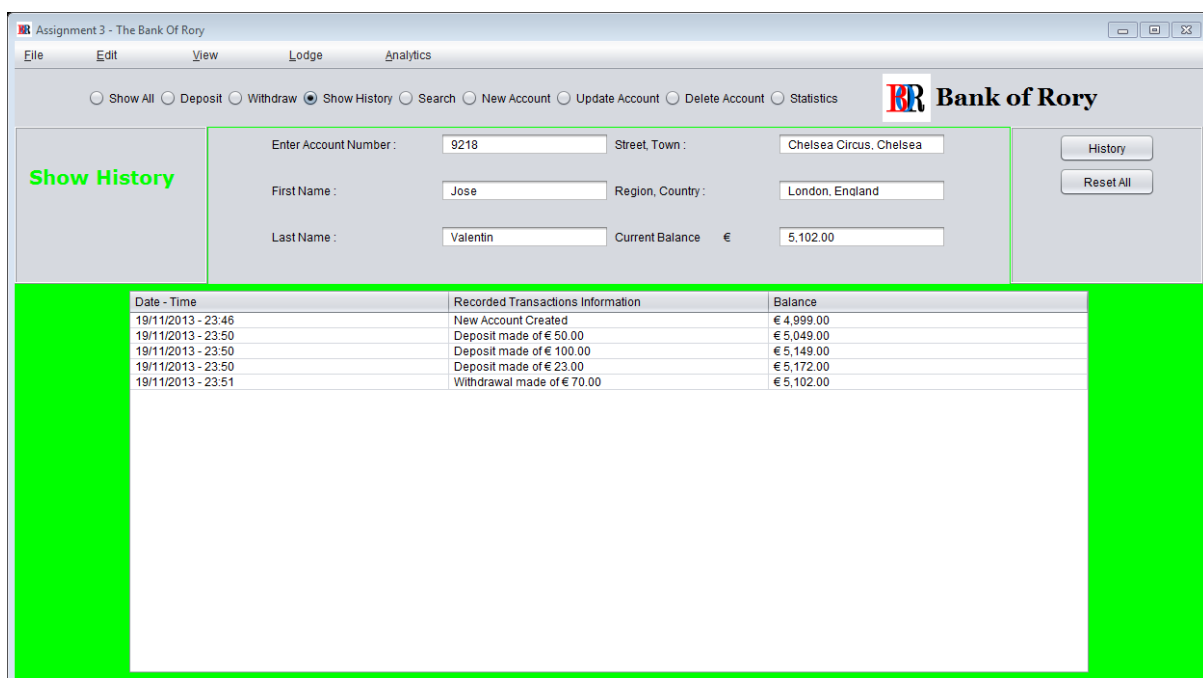 BR Assignment 3 - The Bank Of Rory
File Edit View Lodge Analytics
Show All Deposit Withdraw Show History Search New Account Update Account Delete Account Statistics
BOR Bank of Rory
Show History
Enter Account Number : 9218 Street, Town : Chelsea Circus, Chelsea
First Name : Jose Region, Country : London, England
Last Name : Valentin Current Balance € 5,102.00
History
Reset All
Date - Time Recorded Transactions Information Balance
19/11/2013 - 23:46 New Account Created € 4,999.00
19/11/2013 - 23:50 Deposit made of € 50.00 € 5,049.00
19/11/2013 - 23:50 Deposit made of € 100.00 € 5,149.00
19/11/2013 - 23:50 Deposit made of € 23.00 € 5,172.00
19/11/2013 - 23:51 Withdrawal made of € 70.00 € 5,102.00